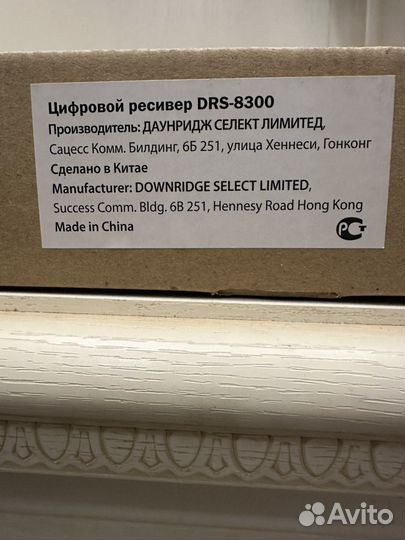 Цифровой ресивер DRS-8300
Производитель: ДАУНРИДЖ СЕЛЕКТ ЛИМИТЕД,
Сацесс Комм. Билдинг, 6Б 251, улица Хеннеси, Гонконг
Сделано в Китае
Manufacturer: DOWNRIDGE SELECT LIMITED,
Success Comm. Bldg. 6B 251, Hennesy Road Hong Kong
Made in China
РСТ
Avito